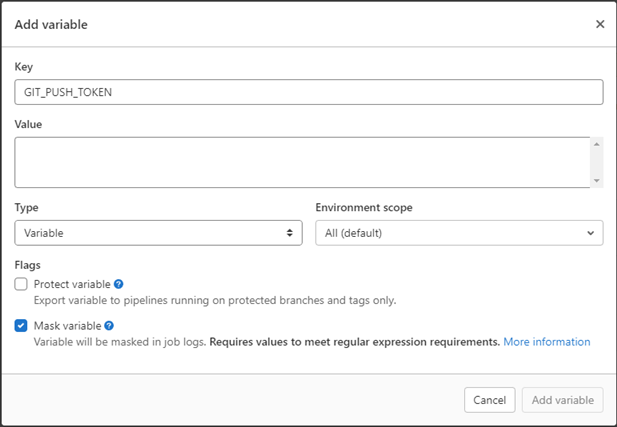 Add variable
Key
GIT_PUSH_TOKEN
Value
Type
Environment scope
Variable
All (default)
Flags
Protect variable
Export variable to pipelines running on protected branches and tags only.
Mask variable
Variable will be masked in job logs. Requires values to meet regular expression requirements. More information
Cancel
Add variable